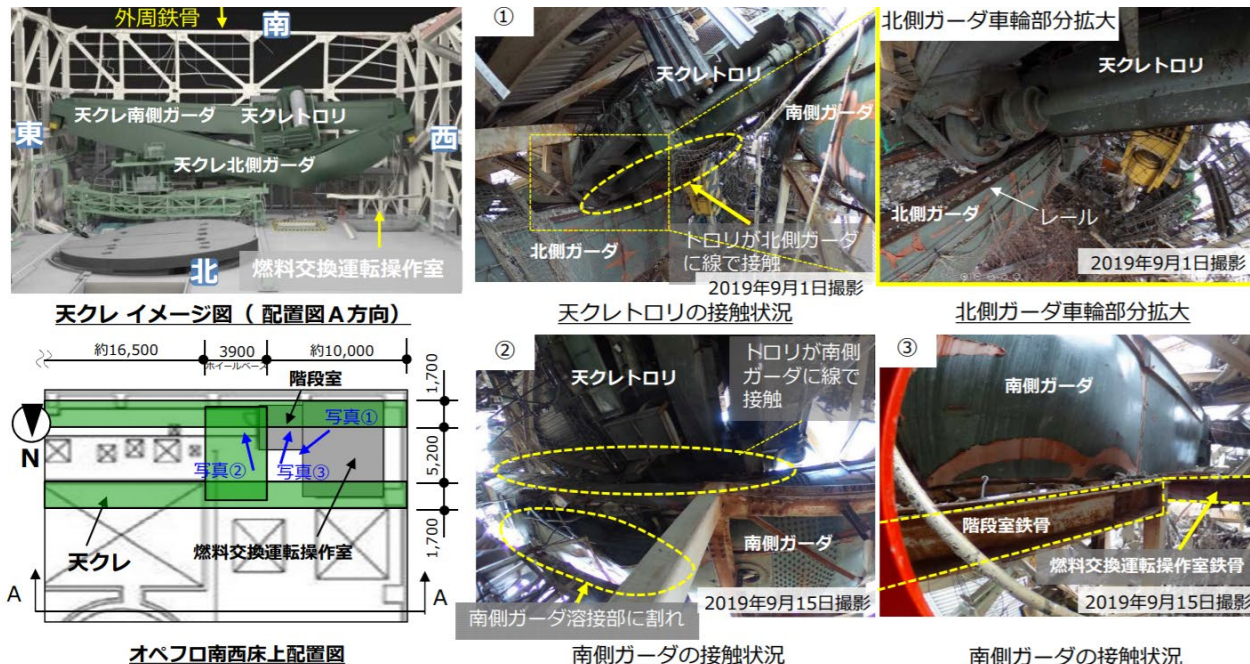 外周鉄骨
南
天クレ南側ガーダ
天クレトロリ
東
西
天クレ北側ガーダ
北
燃料交換運転操作室
天クレ イメージ図（ 配置図A方向）
①
天クレトロリ
南側ガーダ
北側ガーダ
トロリが北側ガーダ
に線で接触
2019年9月1日撮影
天クレトロリの接触状況
北側ガーダ車輪部分拡大
天クレトロリ
北側ガーダ
レール
2019年9月1日撮影
北側ガーダ車輪部分拡大
約16,500
3900
約10,000
ホイールベース
階段室
1,700
5,200
1,700
N
写真①
写真②
写真③
天クレ
燃料交換運転操作室
A
A
オペフロ南西床上配置図
②
天クレトロリ
トロリが南側
ガーダに線で
接触
南側ガーダ
2019年9月15日撮影
南側ガーダ溶接部に割れ
南側ガーダの接触状況
③
南側ガーダ
階段室鉄骨
燃料交換運転操作室鉄骨
2019年9月15日撮影
南側ガーダの接触状況